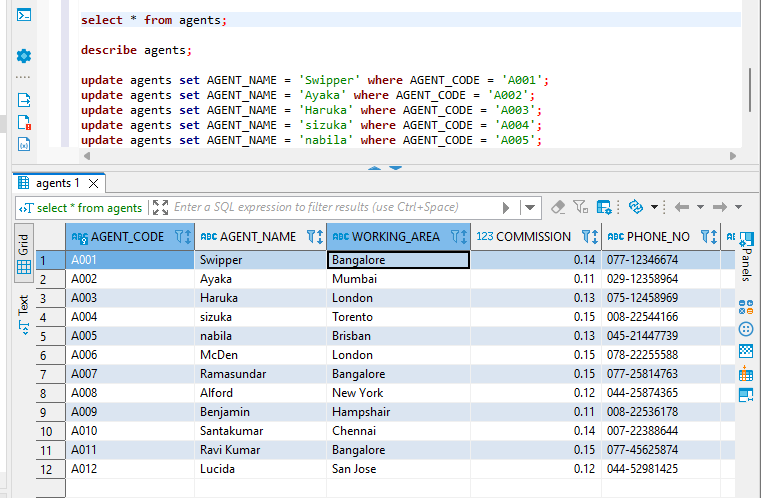 select * from agents;
describe agents;
update agents set AGENT_NAME = 'Swipper' where AGENT_CODE = 'A001';
update agents set AGENT_NAME = 'Ayaka' where AGENT_CODE = 'A002';
update agents set AGENT_NAME = 'Haruka' where AGENT_CODE = 'A003';
update agents set AGENT_NAME = 'sizuka' where AGENT_CODE = 'A004';
update agents set AGENT_NAME = 'nabila' where AGENT_CODE = 'A005';
agents 1
select * from agents Enter a SQL expression to filter results (use Ctrl+Space)
Grid
Text
Panels
ABC AGENT_CODE ABC AGENT_NAME ABC WORKING_AREA 123 COMMISSION ABC PHONE_NO ABC
1 A001 Swipper Bangalore 0.14 077-12346674
2 A002 Ayaka Mumbai 0.11 029-12358964
3 A003 Haruka London 0.13 075-12458969
4 A004 sizuka Torento 0.15 008-22544166
5 A005 nabila Brisban 0.13 045-21447739
6 A006 McDen London 0.15 078-22255588
7 A007 Ramasundar Bangalore 0.15 077-25814763
8 A008 Alford New York 0.12 044-25874365
9 A009 Benjamin Hampshair 0.11 008-22536178
10 A010 Santakumar Chennai 0.14 007-22388644
11 A011 Ravi Kumar Bangalore 0.15 077-45625874
12 A012 Lucida San Jose 0.12 044-52981425